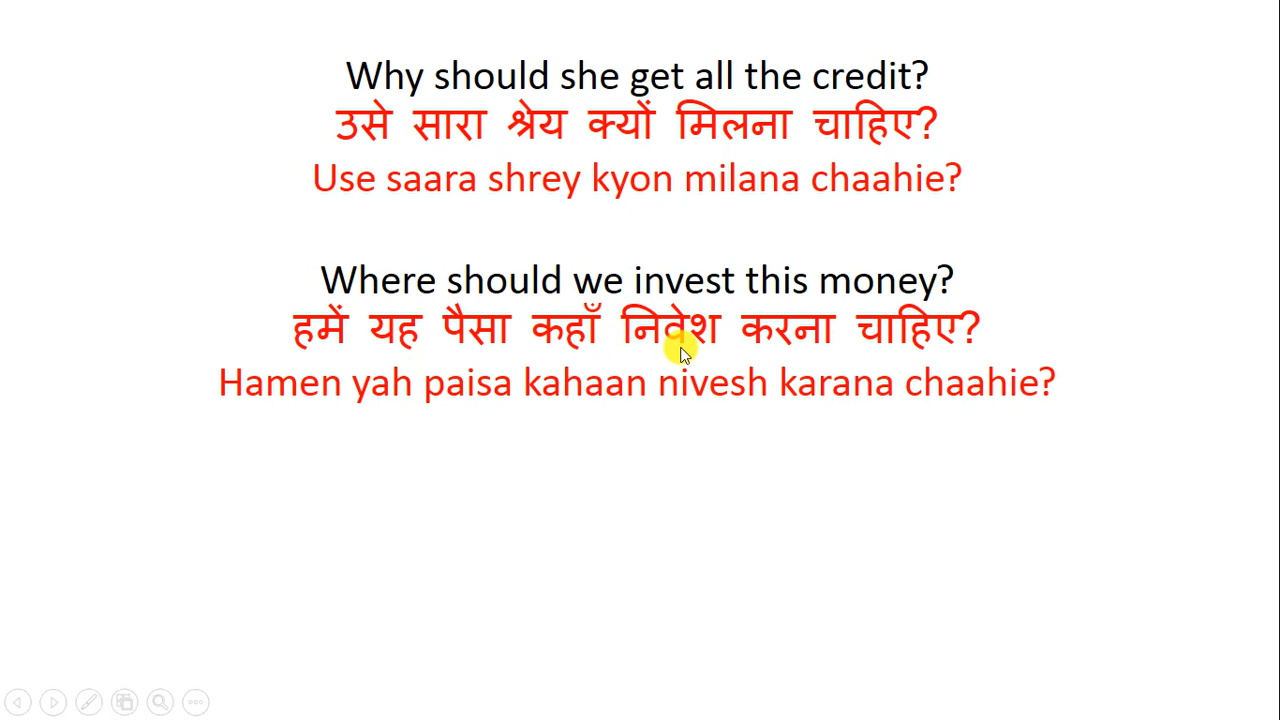 Why should she get all the credit?
उसे सारा श्रेय क्यों मिलना चाहिए?
Use saara shrey kyon milana chaahie?
Where should we invest this money?
हमें यह पैसा कहाँ निवेश करना चाहिए?
Hamen yah paisa kahaan nivesh karana chaahie?